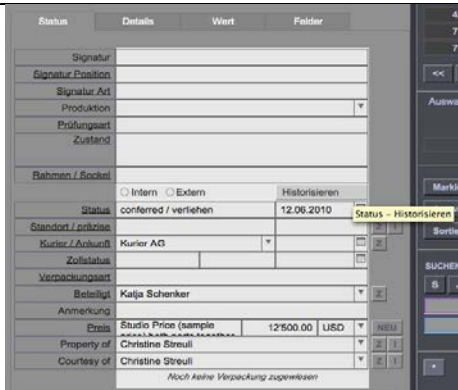 Status Details Wert Felder
4
7
7
Signatur
Signatur Position
<<
Signatur Art
Auswa
Produktion
Prüfungsart
Zustand
Rahmen / Sockel
Intern Extern Historisieren
Marki
Status conferred / verliehen 12.06.2010
Status – Historisieren
Standort / präzise Z I
Sortie
Kurier / Ankunft Kurier AG Z
Zollstatus
SUCHEN
Verpackungsart
S
Beteiligt Katja Schenker Z
Anmerkung
Preis Studio Price (sample 12'500.00 USD NEU
Property of Christine Streuli Z I
Courtesy of Christine Streuli Z I
Noch keine Verpackung zugewiesen